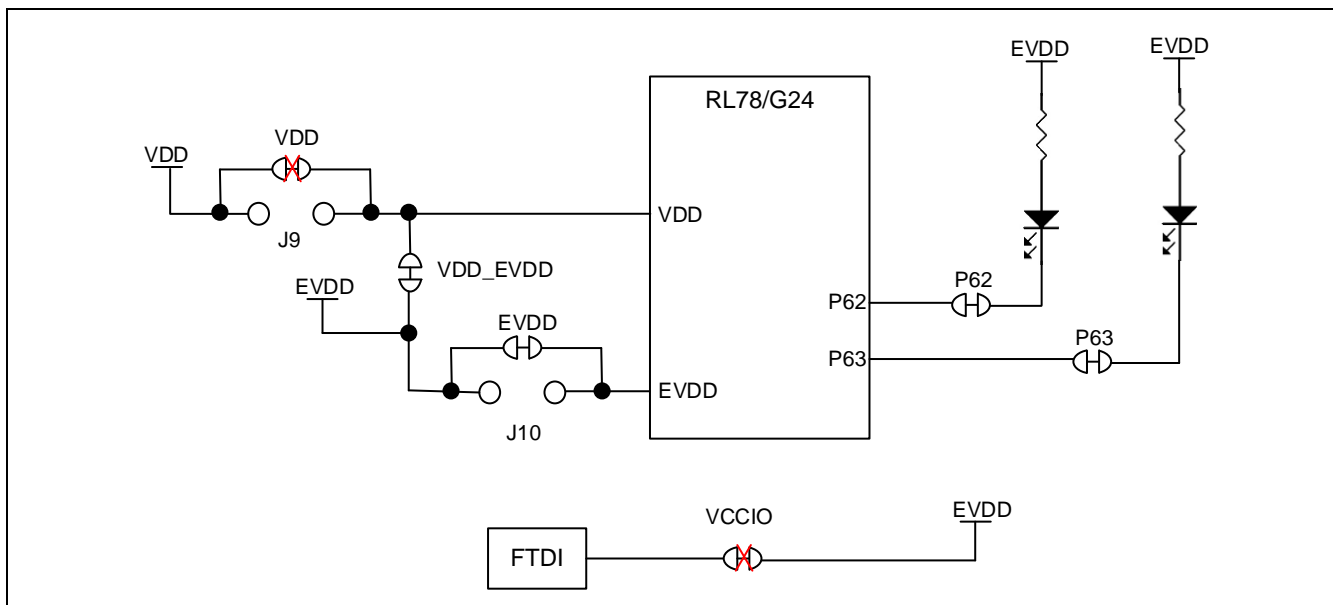 EVDD
EVDD
RL78/G24
VDD
VDD
J9
VDD
VDD_EVDD
EVDD
EVDD
P62
P62
P63
P63
EVDD
J10
VCCIO
EVDD
FTDI